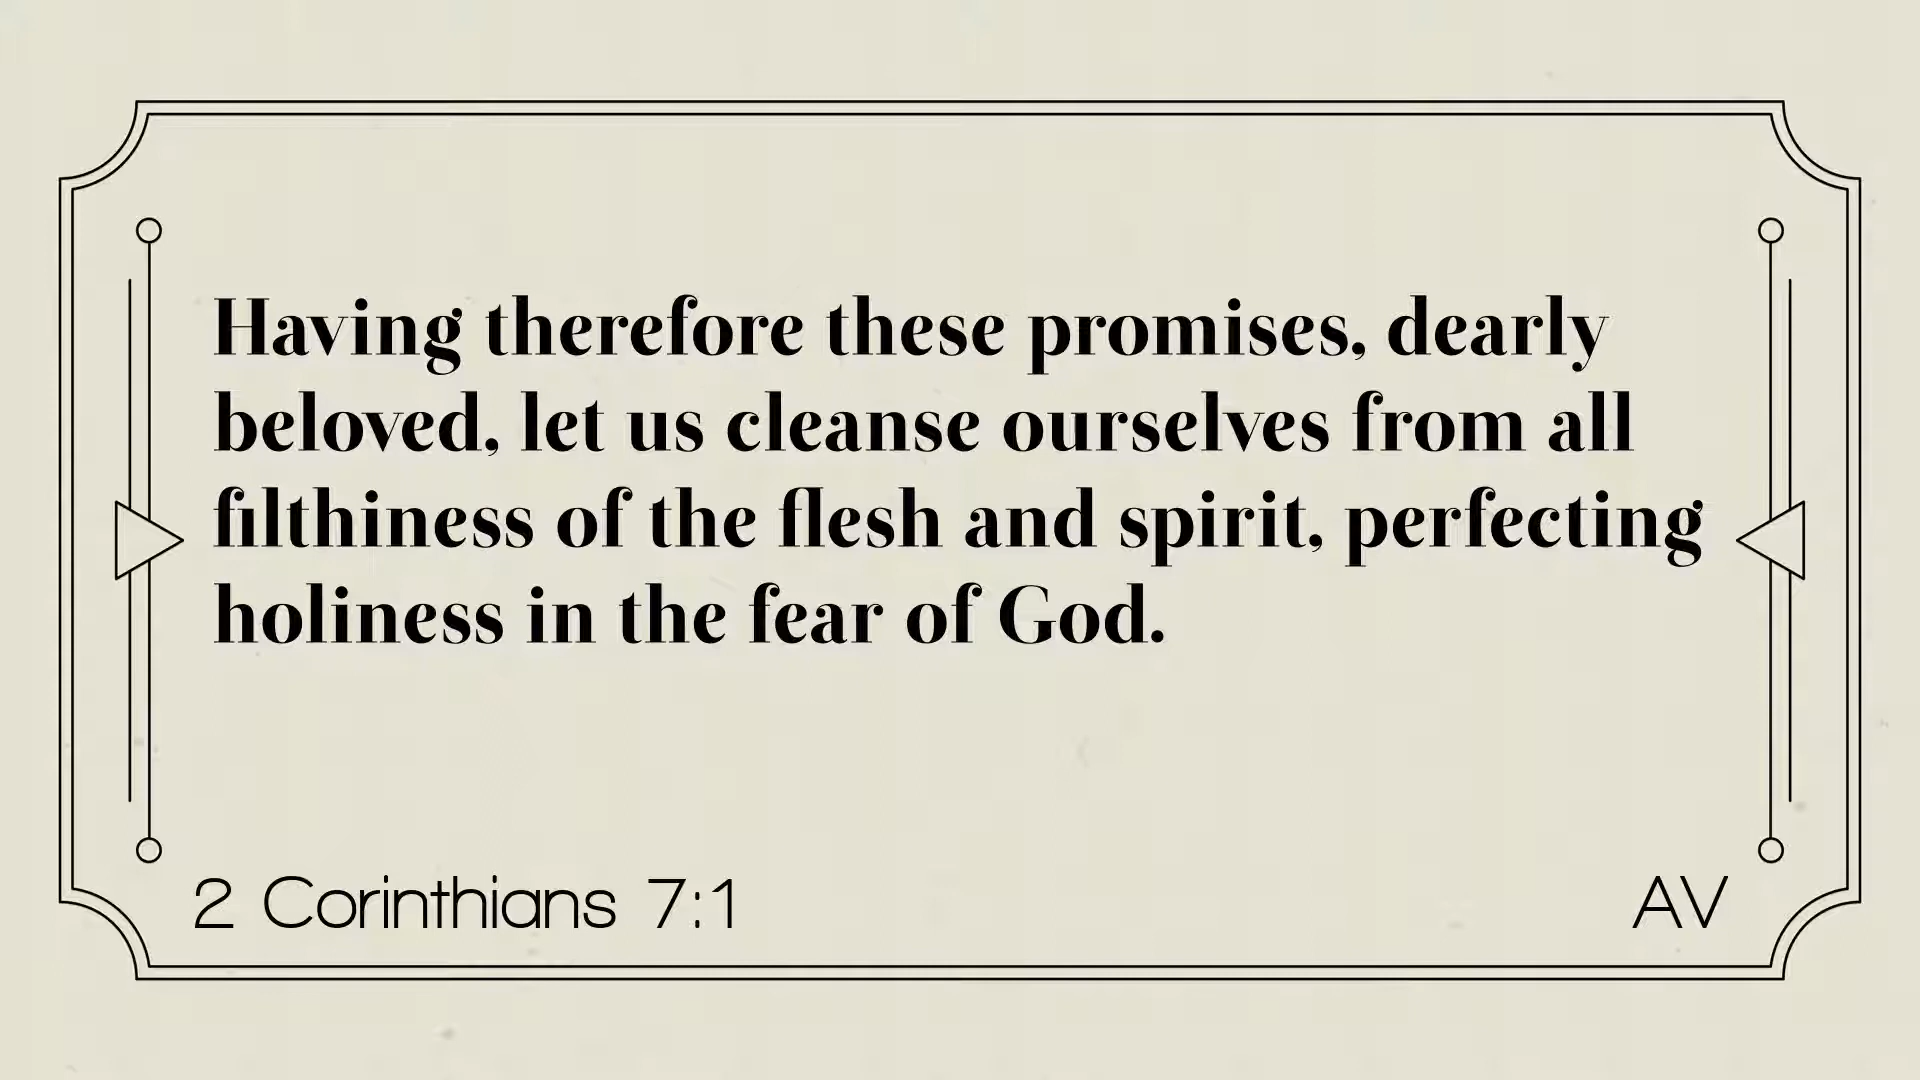 Having therefore these promises, dearly
beloved, let us cleanse ourselves from all
filthiness of the flesh and spirit, perfecting
holiness in the fear of God.
2 Corinthians 7:1
AV